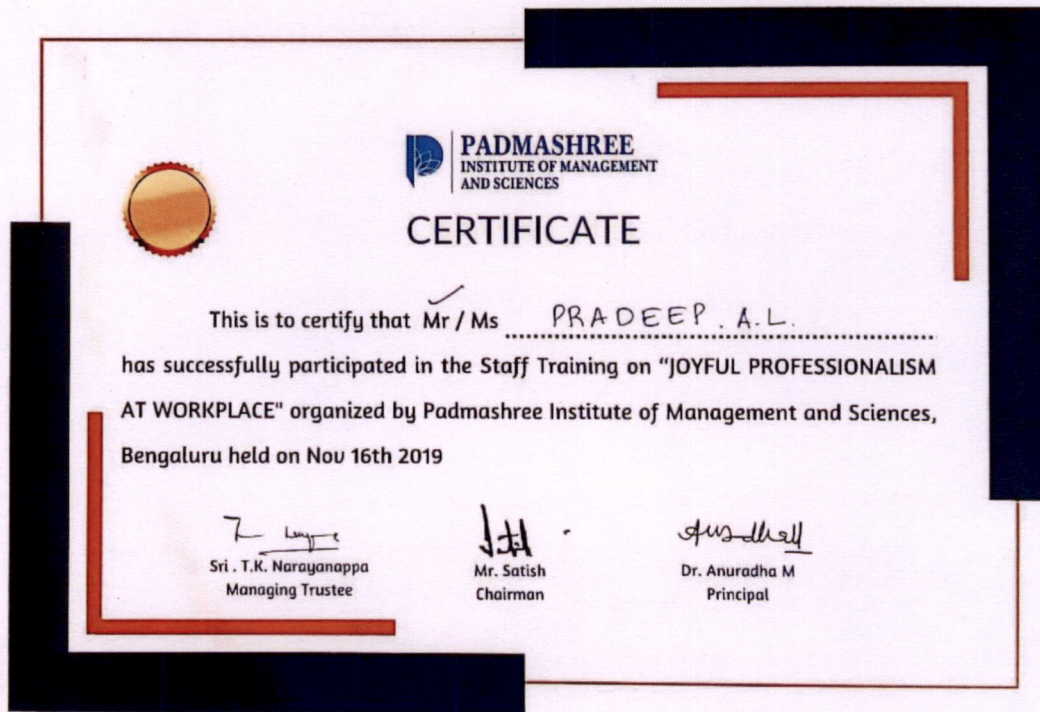 PADMASHREE
INSTITUTE OF MANAGEMENT
AND SCIENCES
CERTIFICATE
This is to certify that Mr / Ms PRADEEP. A.L.
has successfully participated in the Staff Training on “JOYFUL PROFESSIONALISM
AT WORKPLACE" organized by Padmashree Institute of Management and Sciences,
Bengaluru held on Nov 16th 2019
Sri . T.K. Narayanappa
Managing Trustee
Mr. Satish
Chairman
Dr. Anuradha M
Principal